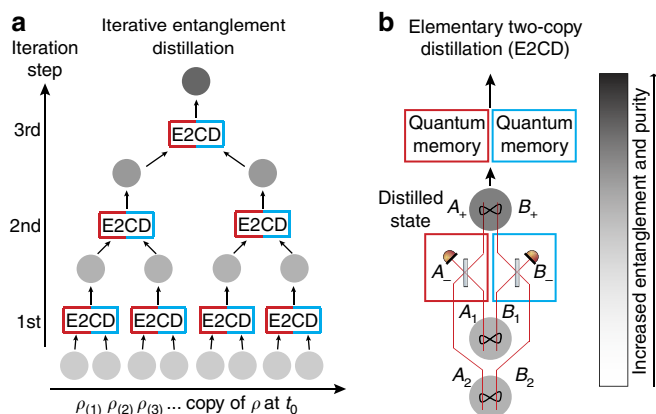 a
Iterative entanglement
distillation
Iteration
step
3rd
E2CD
2nd
E2CD
E2CD
1st
E2CD
E2CD
E2CD
E2CD
ρ(1) ρ(2) ρ(3) ... copy of ρ at t0
b
Elementary two-copy
distillation (E2CD)
Quantum
memory
Quantum
memory
Distilled
state
A+
B+
A−
B−
A1
B1
A2
B2
Increased entanglement and purity